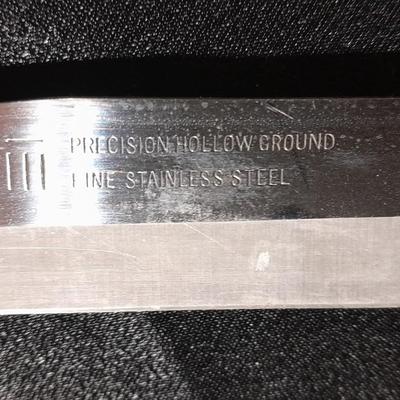 PRECISION HOLLOW GROUND
FINE STAINLESS STEEL